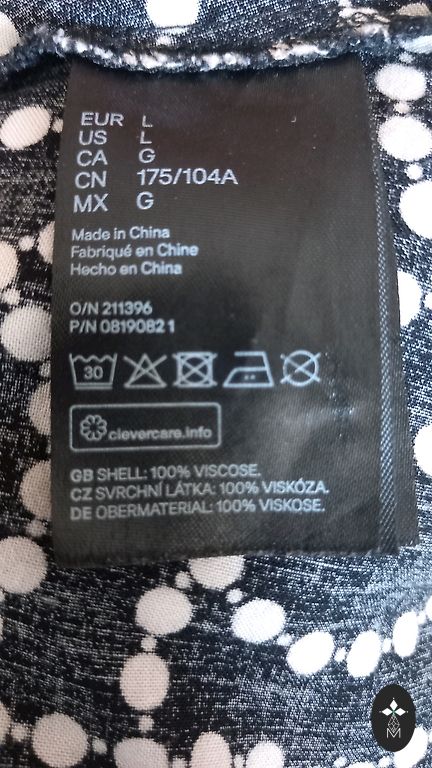 EUR L
US L
CA G
CN 175/104A
MX G
Made in China
Fabriqué en Chine
Hecho en China
O/N 211396
P/N 0819082 1
30
clevercare.info
GB SHELL: 100% VISCOSE.
CZ SVRCHNÍ LÁTKA: 100% VISKÓZA.
DE OBERMATERIAL: 100% VISKOSE.
M